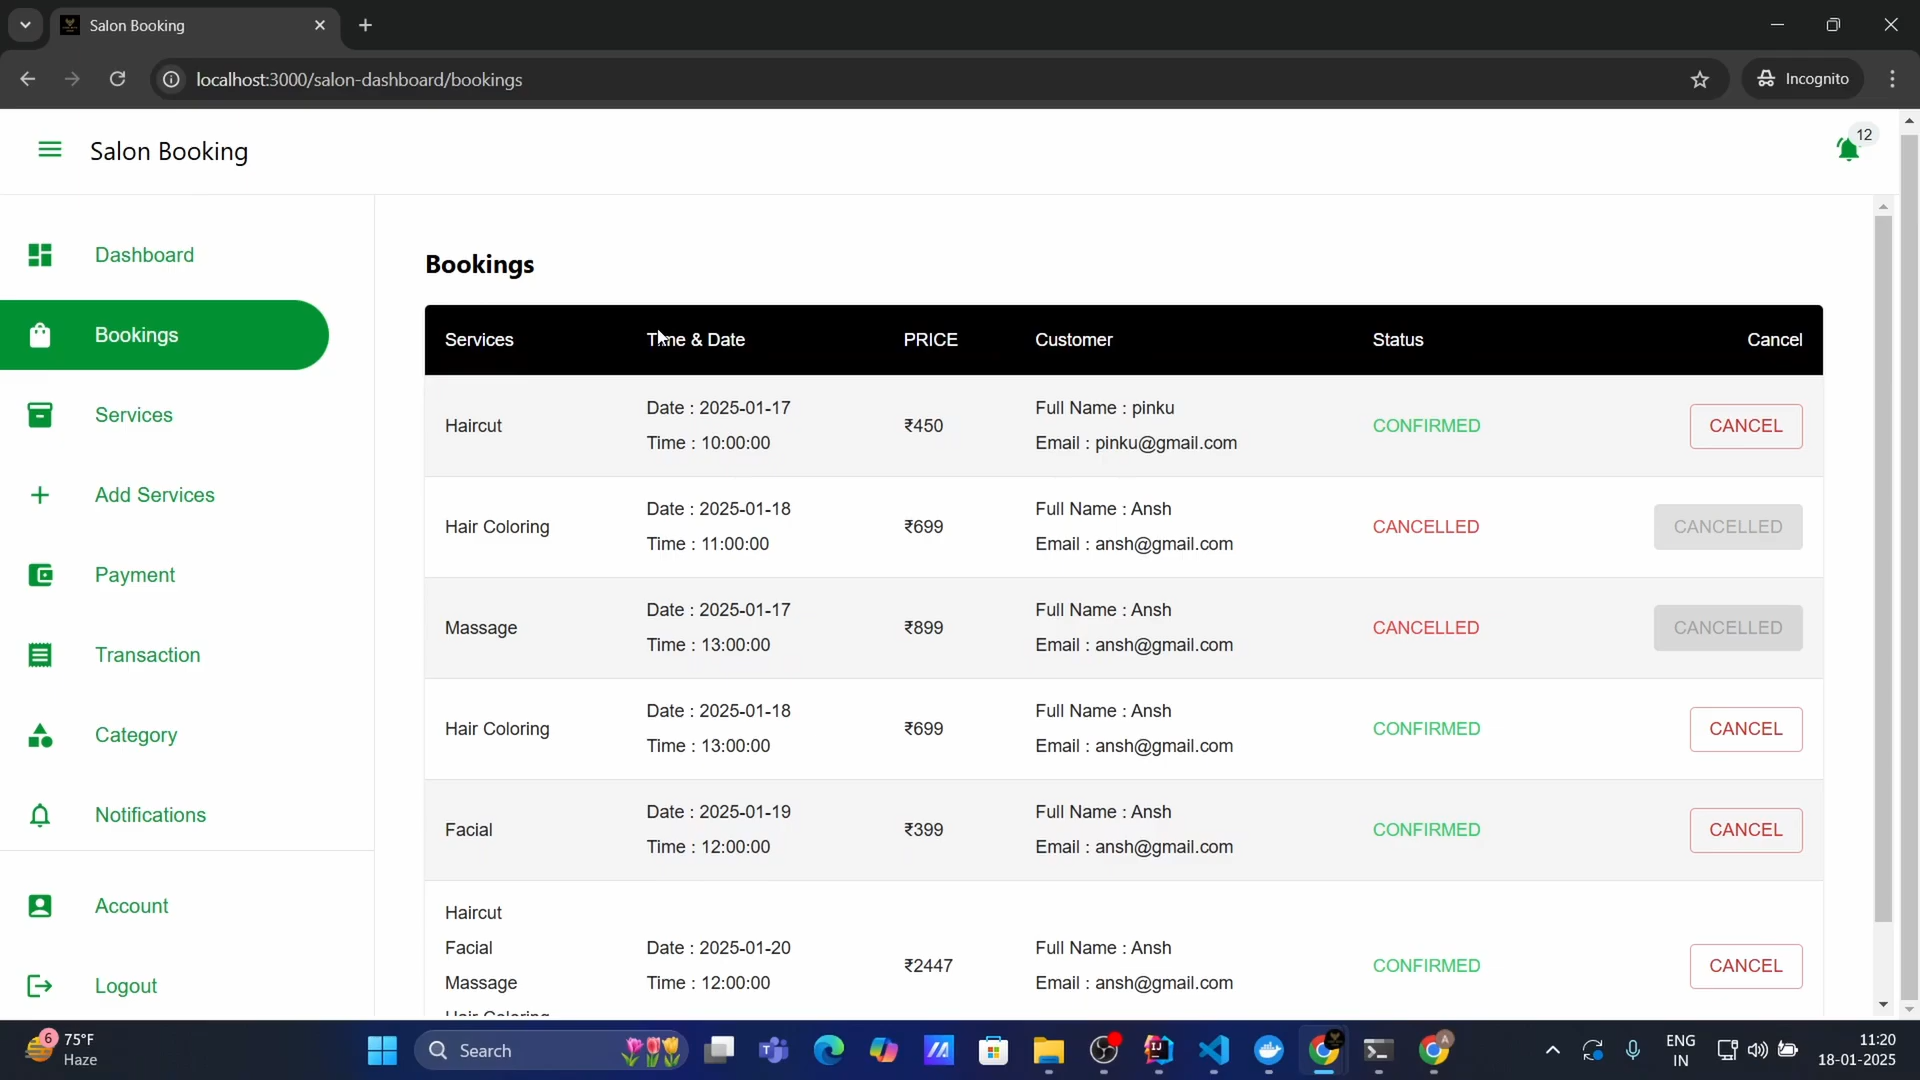 Salon Booking
localhost:3000/salon-dashboard/bookings
Incognito
Salon Booking
12
Dashboard
Bookings
Services
Add Services
Payment
Transaction
Category
Notifications
Account
Logout
Bookings
Services Time & Date PRICE Customer Status Cancel
Haircut
Date : 2025-01-17
Time : 10:00:00
₹450
Full Name : pinku
Email : pinku@gmail.com
CONFIRMED
CANCEL
Hair Coloring
Date : 2025-01-18
Time : 11:00:00
₹699
Full Name : Ansh
Email : ansh@gmail.com
CANCELLED
CANCELLED
Massage
Date : 2025-01-17
Time : 13:00:00
₹899
Full Name : Ansh
Email : ansh@gmail.com
CANCELLED
CANCELLED
Hair Coloring
Date : 2025-01-18
Time : 13:00:00
₹699
Full Name : Ansh
Email : ansh@gmail.com
CONFIRMED
CANCEL
Facial
Date : 2025-01-19
Time : 12:00:00
₹399
Full Name : Ansh
Email : ansh@gmail.com
CONFIRMED
CANCEL
Haircut
Facial
Massage
Hair Coloring
Date : 2025-01-20
Time : 12:00:00
₹2447
Full Name : Ansh
Email : ansh@gmail.com
CONFIRMED
CANCEL
6
75°F
Haze
Search
ENG
IN
11:20
18-01-2025